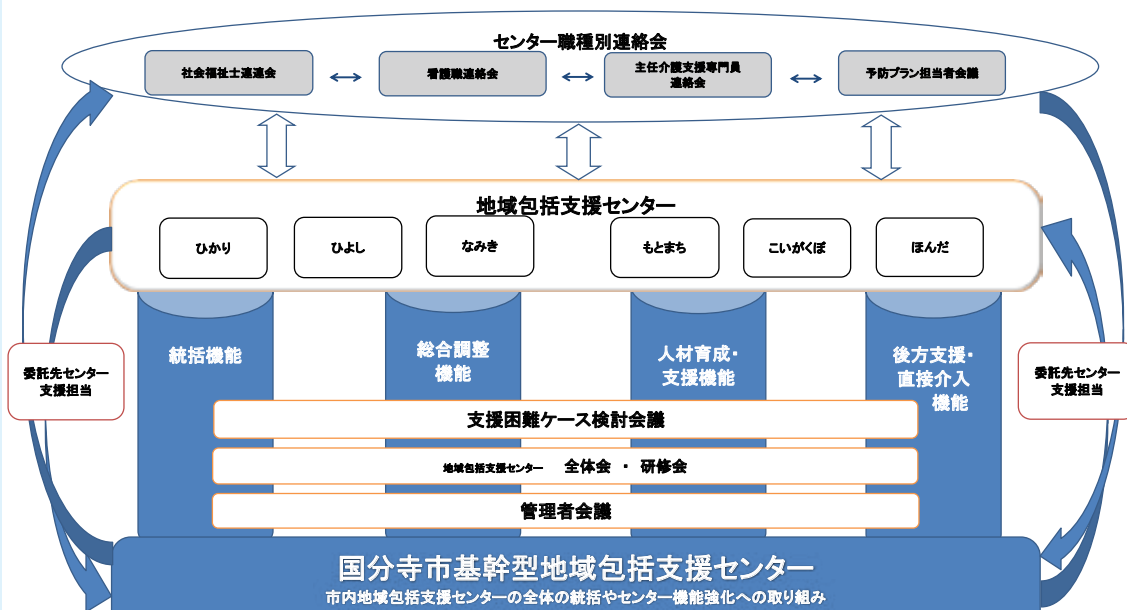 センター職種別連絡会
社会福祉士連連会
看護職連絡会
主任介護支援専門員
連絡会
予防プラン担当者会議
地域包括支援センター
ひかり
ひよし
なみき
もとまち
こいがくぼ
ほんだ
統括機能
総合調整
機能
人材育成・
支援機能
後方支援・
直接介入
機能
委託先センター
支援担当
委託先センター
支援担当
支援困難ケース検討会議
地域包括支援センター 全体会 ・ 研修会
管理者会議
国分寺市基幹型地域包括支援センター
市内地域包括支援センターの全体の統括やセンター機能強化への取り組み